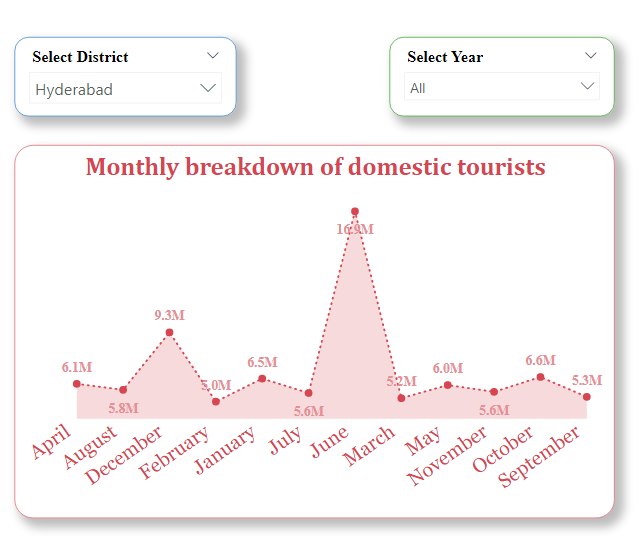 Select District
Select Year
Hyderabad
All
Monthly breakdown of domestic tourists
16.9M
9.3M
6.1M
5.8M
5.0M
6.5M
5.6M
5.2M
6.0M
5.6M
6.6M
5.3M
April
August
December
February
January
July
June
March
May
November
October
September